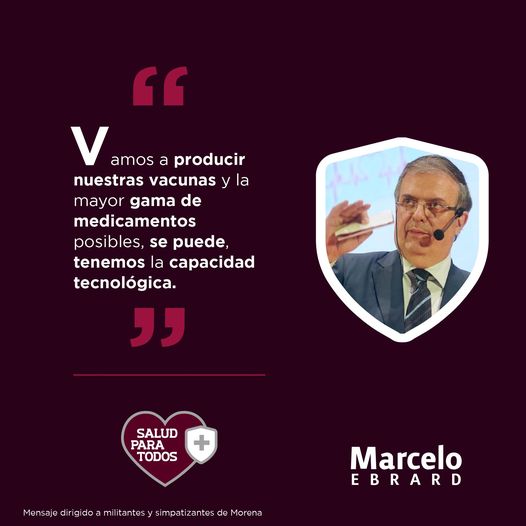 “
Vamos a producir
nuestras vacunas y la
mayor gama de
medicamentos
posibles, se puede,
tenemos la capacidad
tecnológica.
”
SALUD
PARA
TODOS
Marcelo
EBRARD
Mensaje dirigido a militantes y simpatizantes de Morena